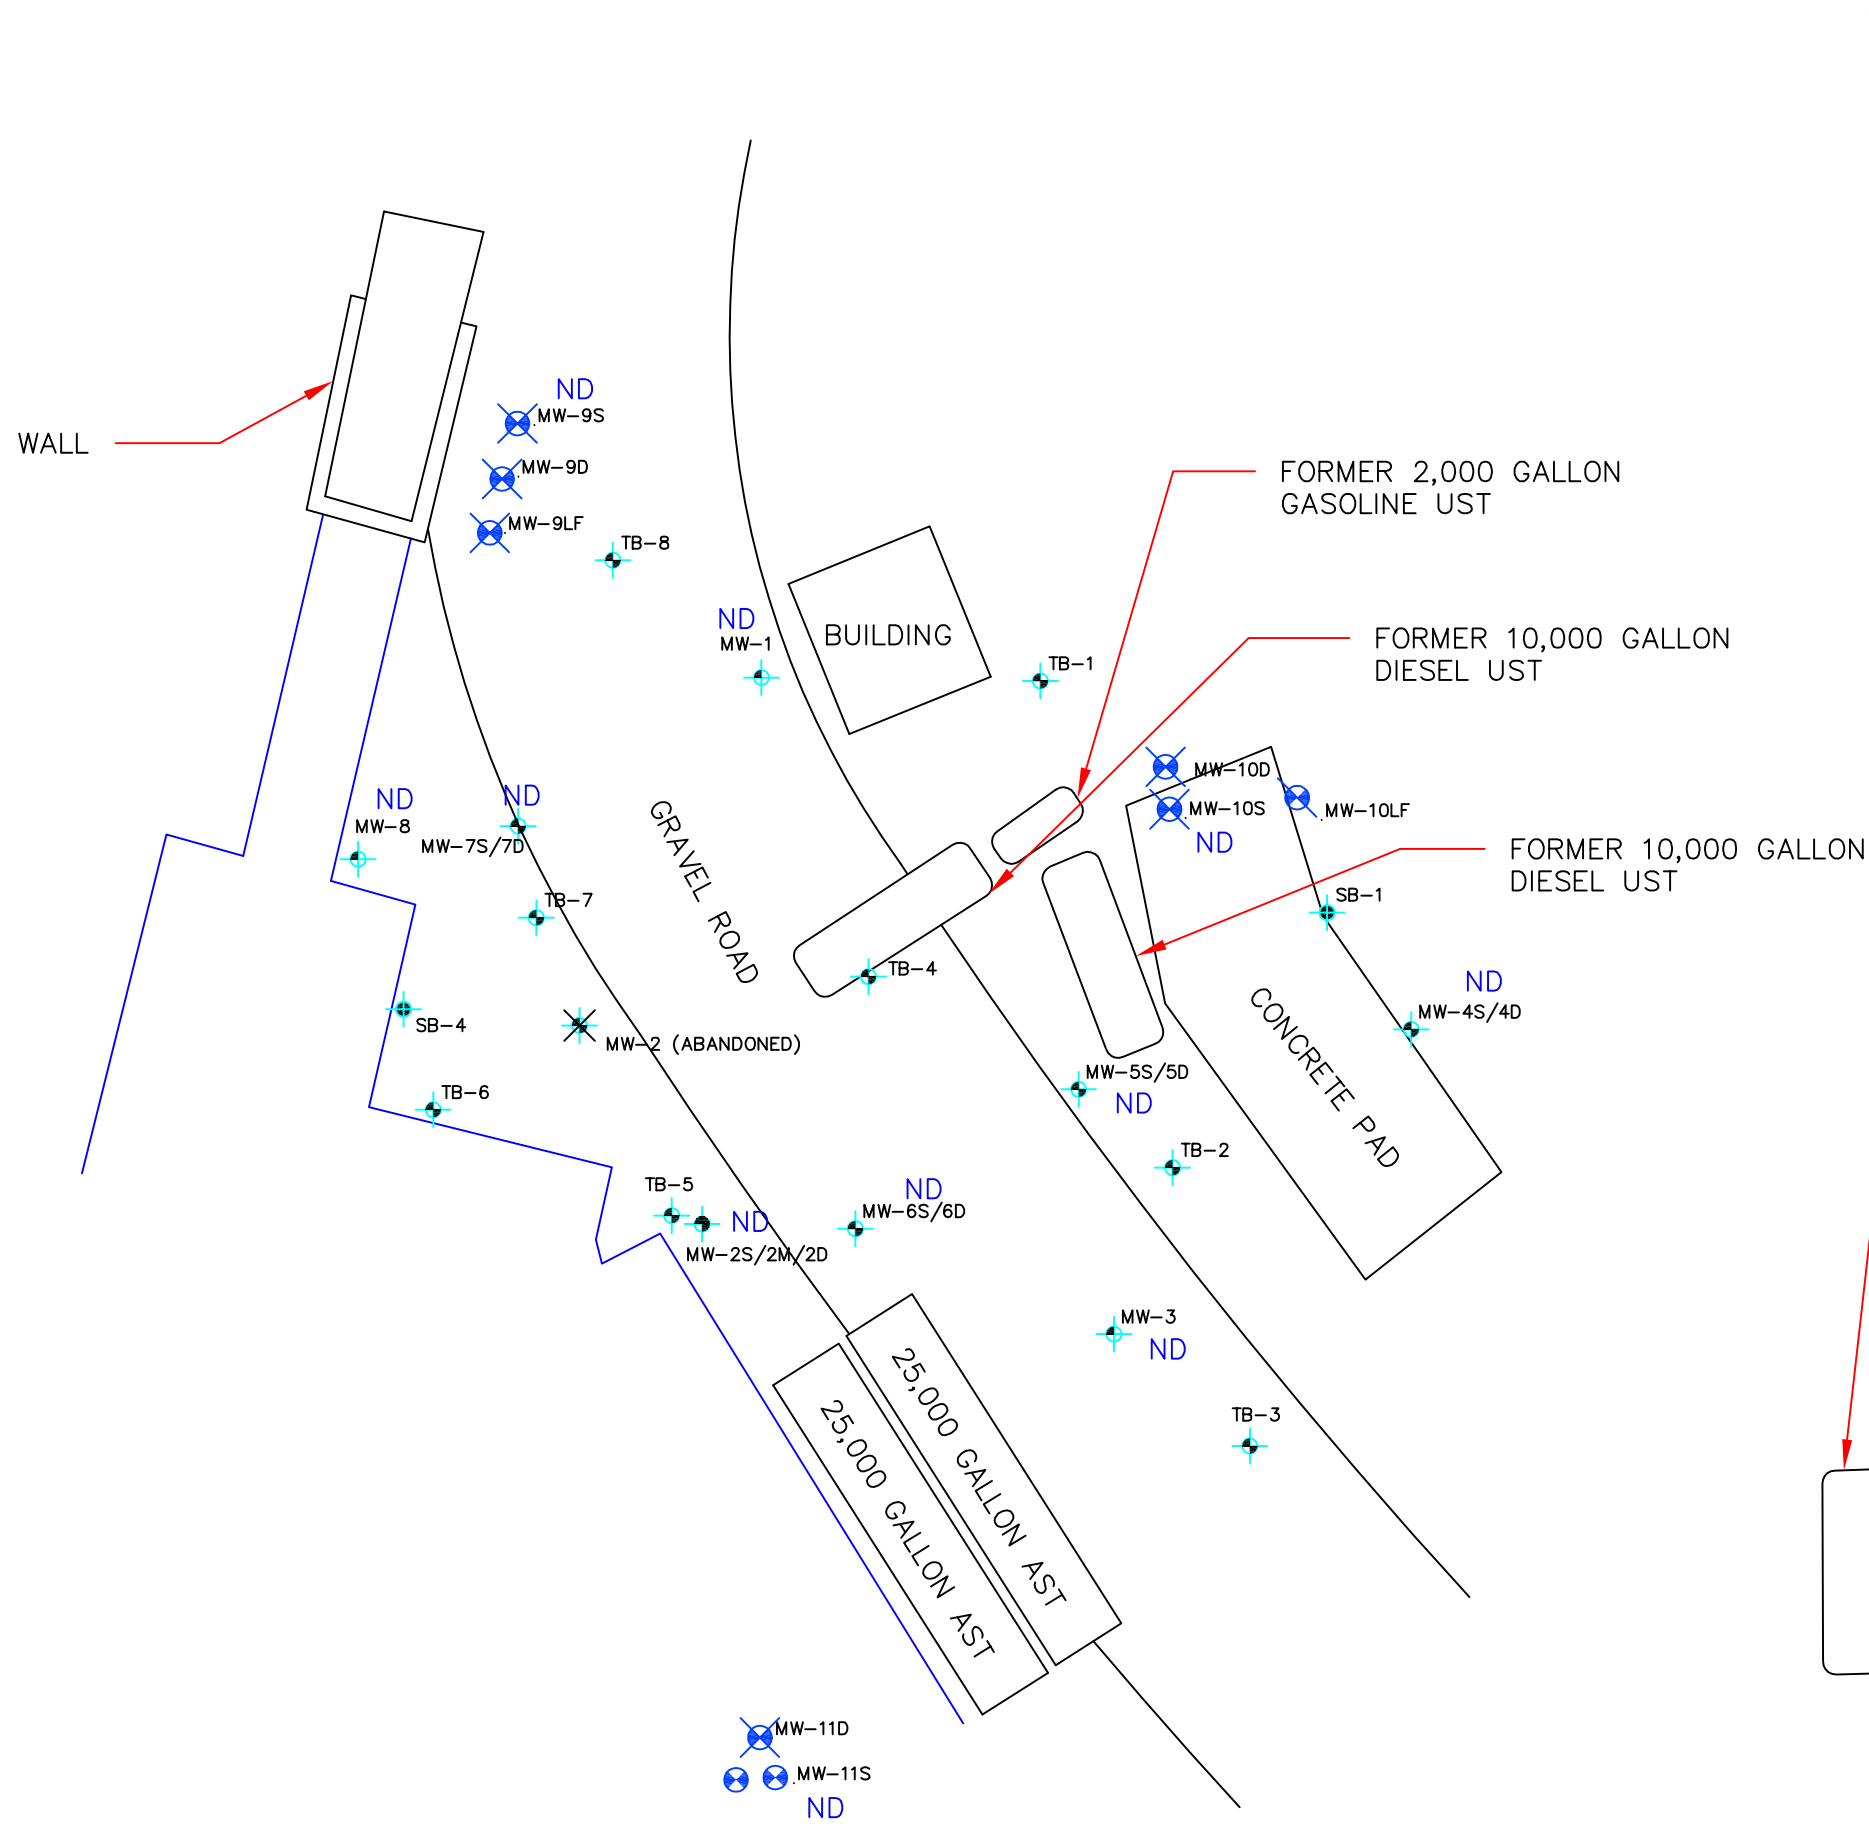 ND
MW-9S
WALL
MW-9D
MW-9LF
TB-8
FORMER 2,000 GALLON
GASOLINE UST
ND
MW-1
BUILDING
FORMER 10,000 GALLON
DIESEL UST
TB-1
MW-10D
MW-10S
ND
MW-10LF
ND
MW-8
ND
MW-7S/7D
GRAVEL ROAD
FORMER 10,000 GALLON
DIESEL UST
TB-7
SB-1
TB-4
ND
MW-4S/4D
SB-4
MW-2 (ABANDONED)
CONCRETE PAD
MW-5S/5D
ND
TB-6
TB-2
TB-5
ND
MW-2S/2M/2D
ND
MW-6S/6D
MW-3
ND
25,000 GALLON AST
25,000 GALLON AST
TB-3
MW-11D
MW-11S
ND